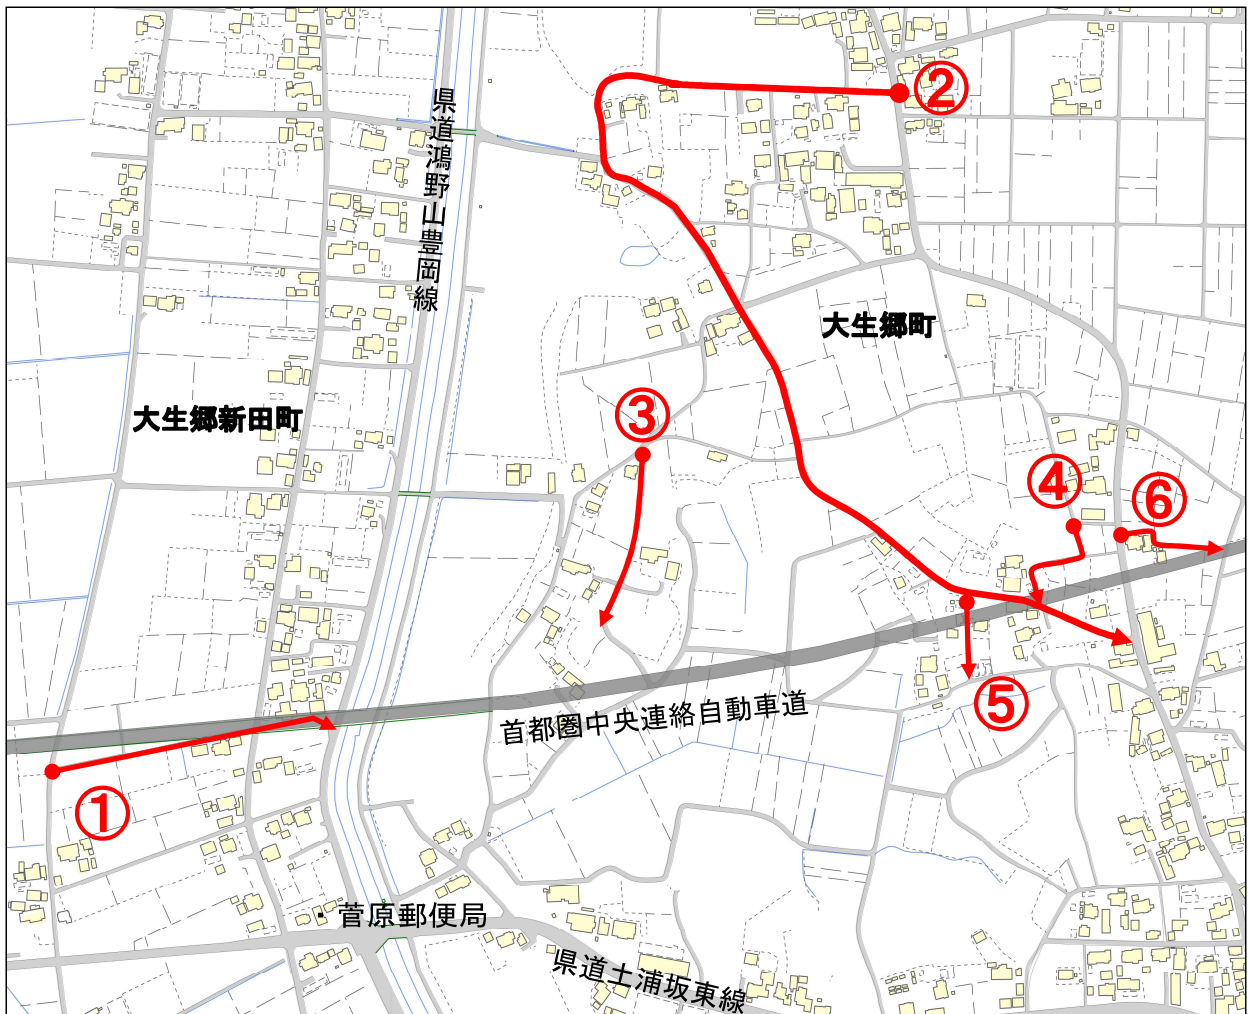 ②
県道鴻野山豊岡線
大生郷町
③
大生郷新田町
④
⑥
⑤
首都圏中央連絡自動車道
①
菅原郵便局
県道土浦坂東線